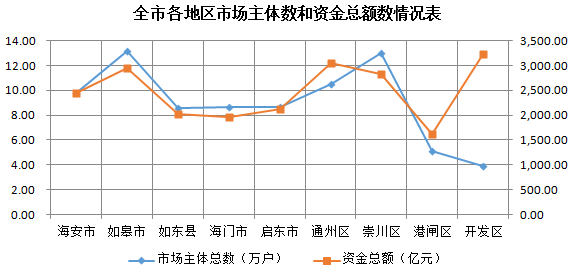 全市各地区市场主体数和资金总额数情况表
14.00 3,500.00
12.00 3,000.00
10.00 2,500.00
8.00 2,000.00
6.00 1,500.00
4.00 1,000.00
2.00 500.00
0.00 0.00
海安市 如皋市 如东县 海门市 启东市 通州区 崇川区 港闸区 开发区
市场主体总数（万户） 资金总额（亿元）